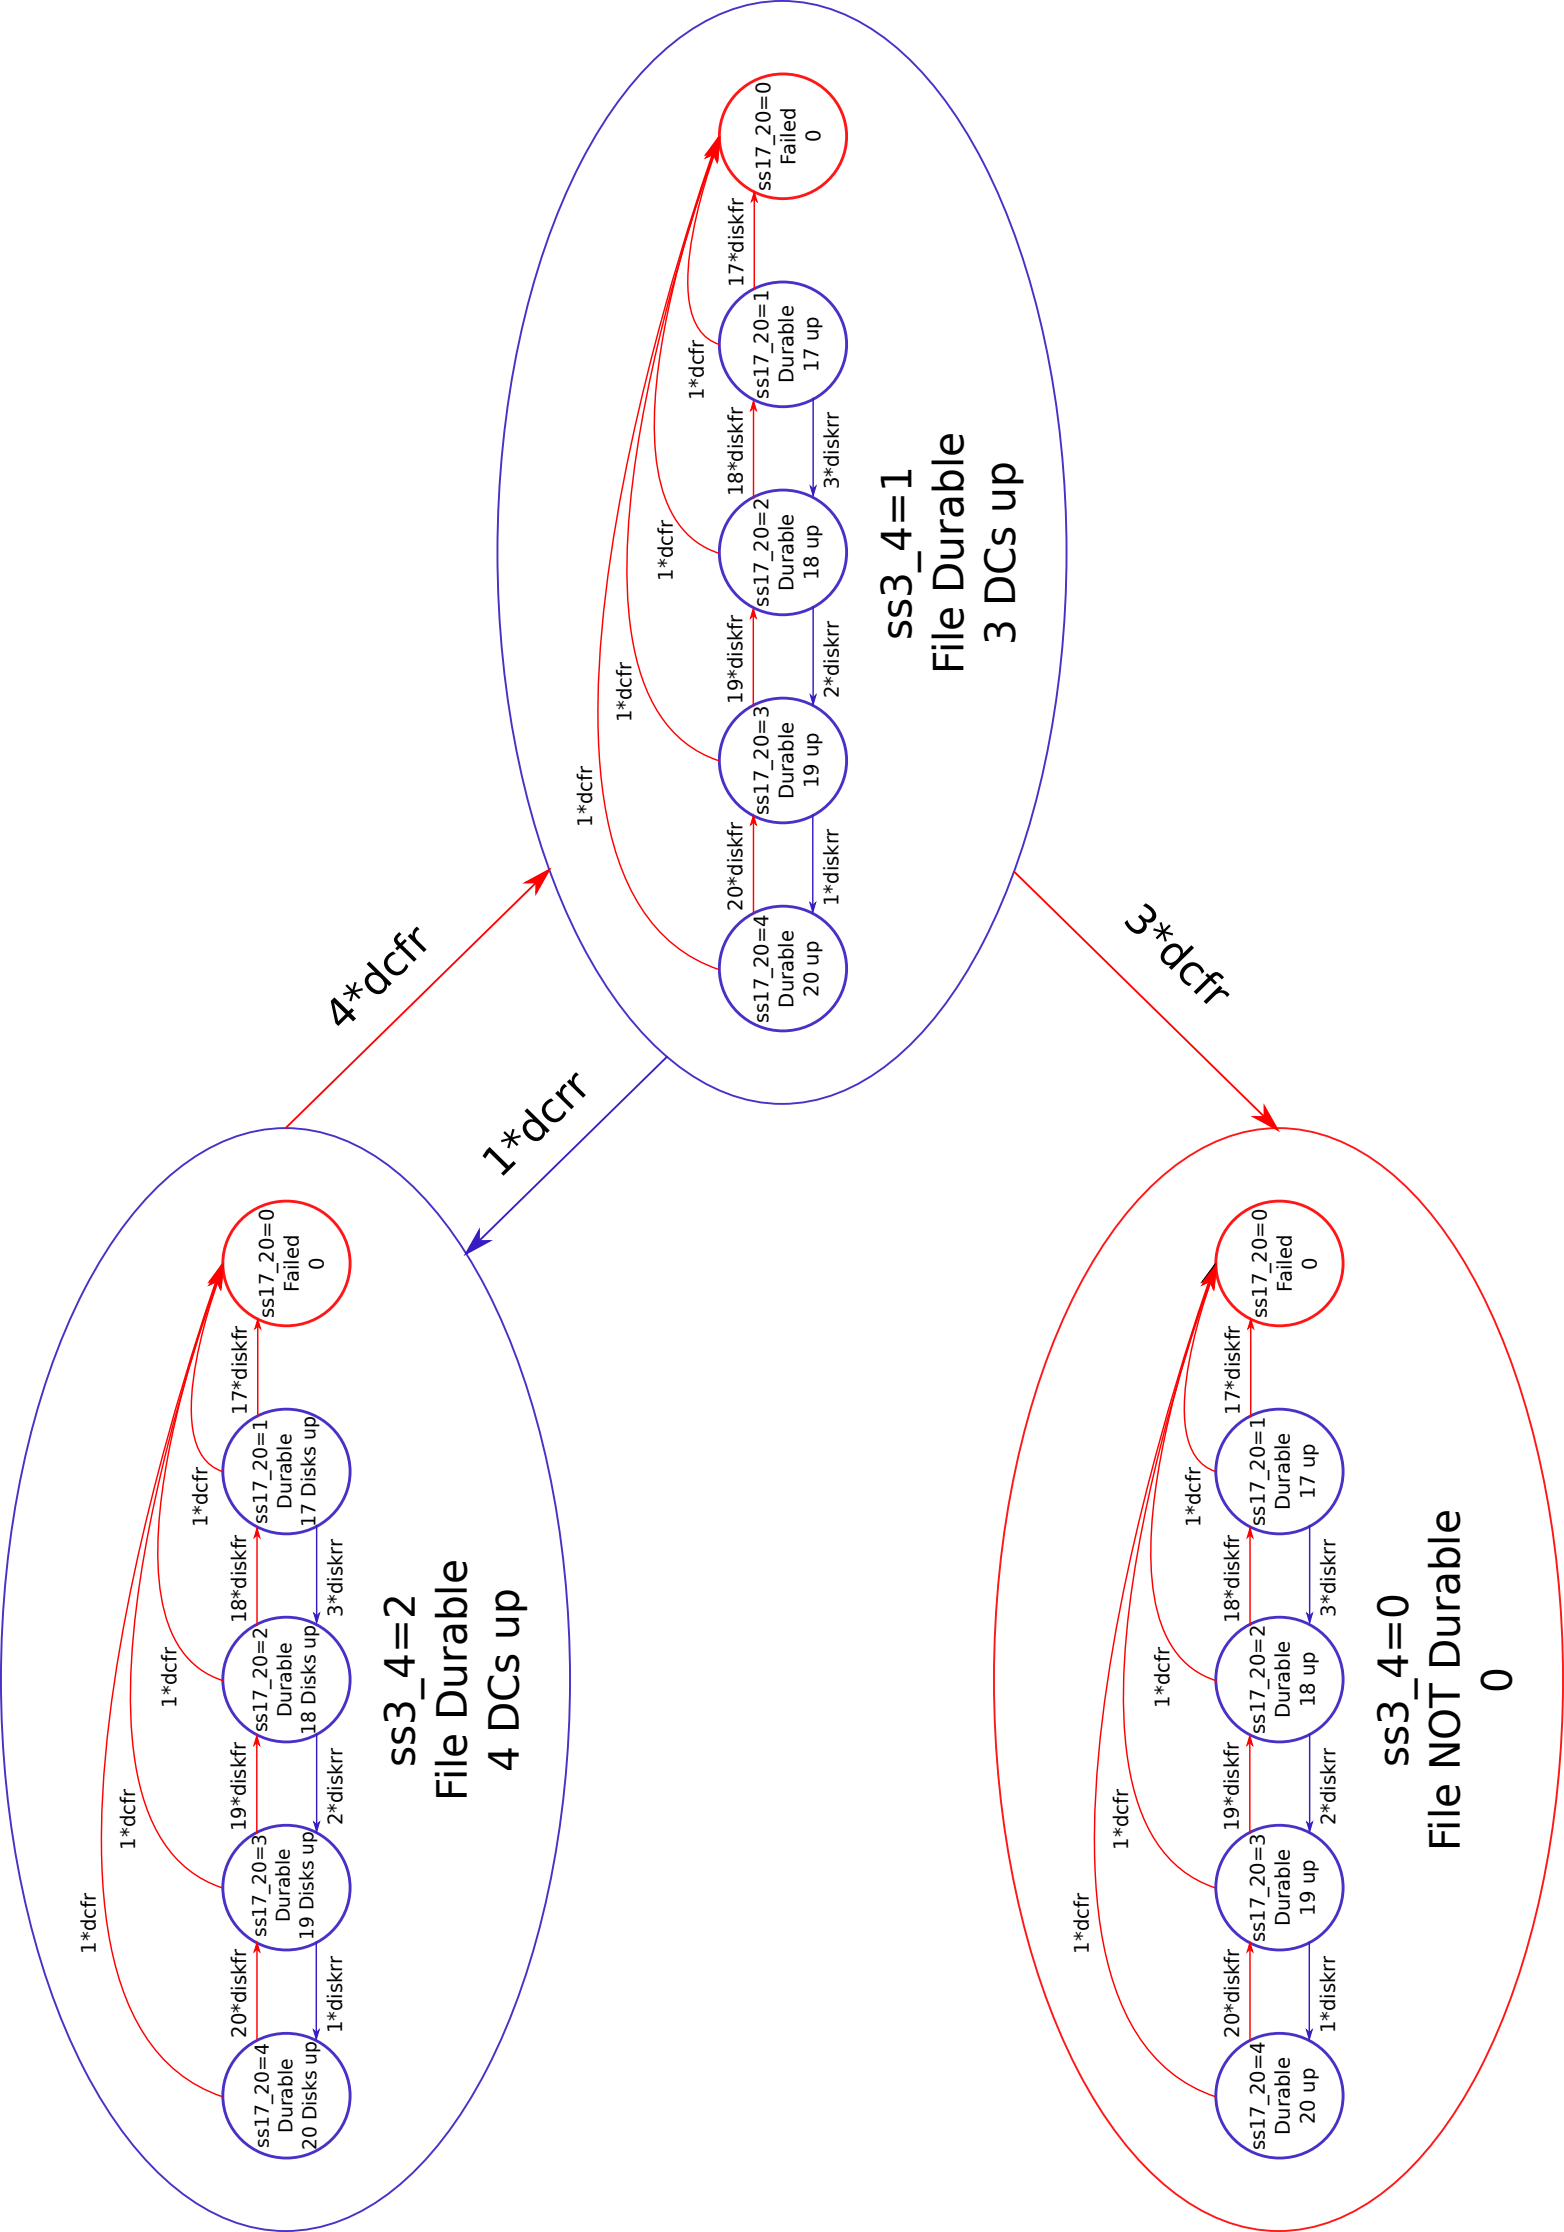 1*dcfr
1*dcfr
1*dcfr
1*dcfr
20*diskfr
19*diskfr
18*diskfr
17*diskfr
ss17_20=4
Durable
20 Disks up
ss17_20=3
Durable
19 Disks up
ss17_20=2
Durable
18 Disks up
ss17_20=1
Durable
17 Disks up
ss17_20=0
Failed
0
1*diskrr
2*diskrr
3*diskrr
ss3_4=2
File Durable
4 DCs up
4*dcfr
1*dcrr
1*dcfr
1*dcfr
1*dcfr
1*dcfr
20*diskfr
19*diskfr
18*diskfr
17*diskfr
ss17_20=4
Durable
20 up
ss17_20=3
Durable
19 up
ss17_20=2
Durable
18 up
ss17_20=1
Durable
17 up
ss17_20=0
Failed
0
1*diskrr
2*diskrr
3*diskrr
ss3_4=1
File Durable
3 DCs up
3*dcfr
1*dcfr
1*dcfr
1*dcfr
1*dcfr
20*diskfr
19*diskfr
18*diskfr
17*diskfr
ss17_20=4
Durable
20 up
ss17_20=3
Durable
19 up
ss17_20=2
Durable
18 up
ss17_20=1
Durable
17 up
ss17_20=0
Failed
0
1*diskrr
2*diskrr
3*diskrr
ss3_4=0
File NOT Durable
0